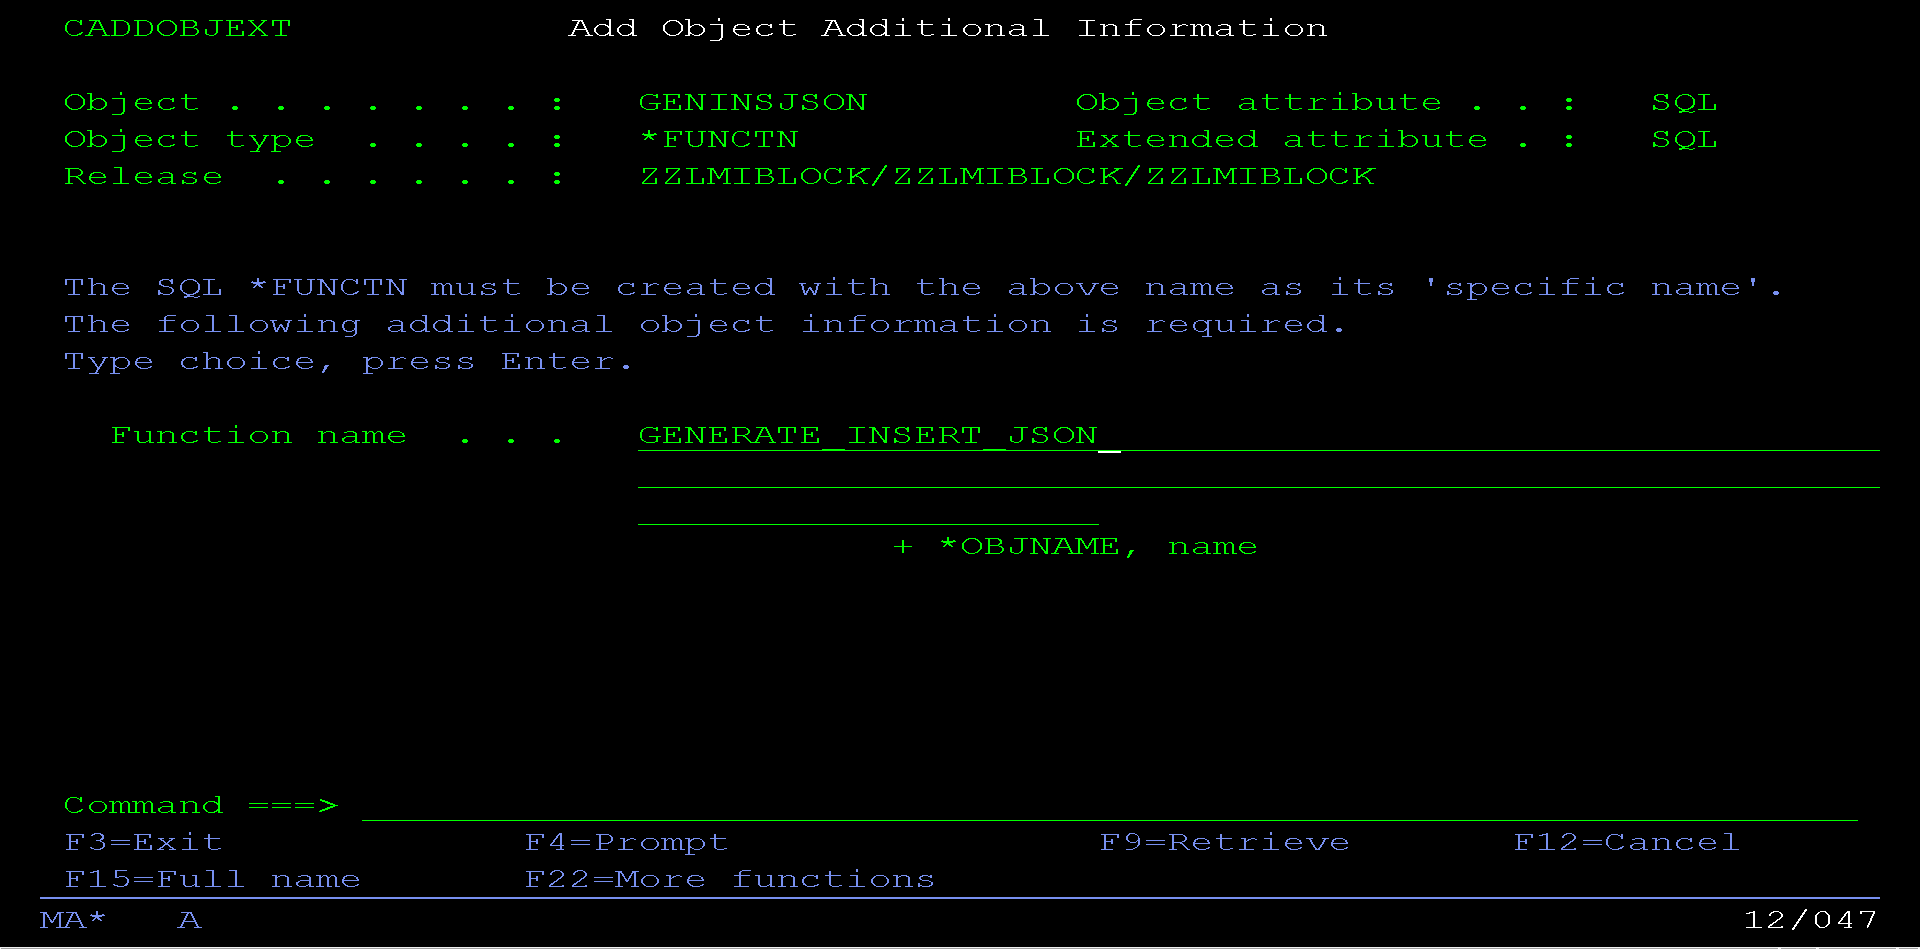 CADDOBJEXT Add Object Additional Information
Object . . . . . . . : GENINSJSON Object attribute . . : SQL
Object type . . . . : *FUNCTN Extended attribute . : SQL
Release . . . . . . : ZZLMIBLOCK/ZZLMIBLOCK/ZZLMIBLOCK
The SQL *FUNCTN must be created with the above name as its 'specific name'.
The following additional object information is required.
Type choice, press Enter.
Function name . . . GENERATE_INSERT_JSON_
+ *OBJNAME, name
Command ===>
F3=Exit F4=Prompt F9=Retrieve F12=Cancel
F15=Full name F22=More functions
MA* A 12/047